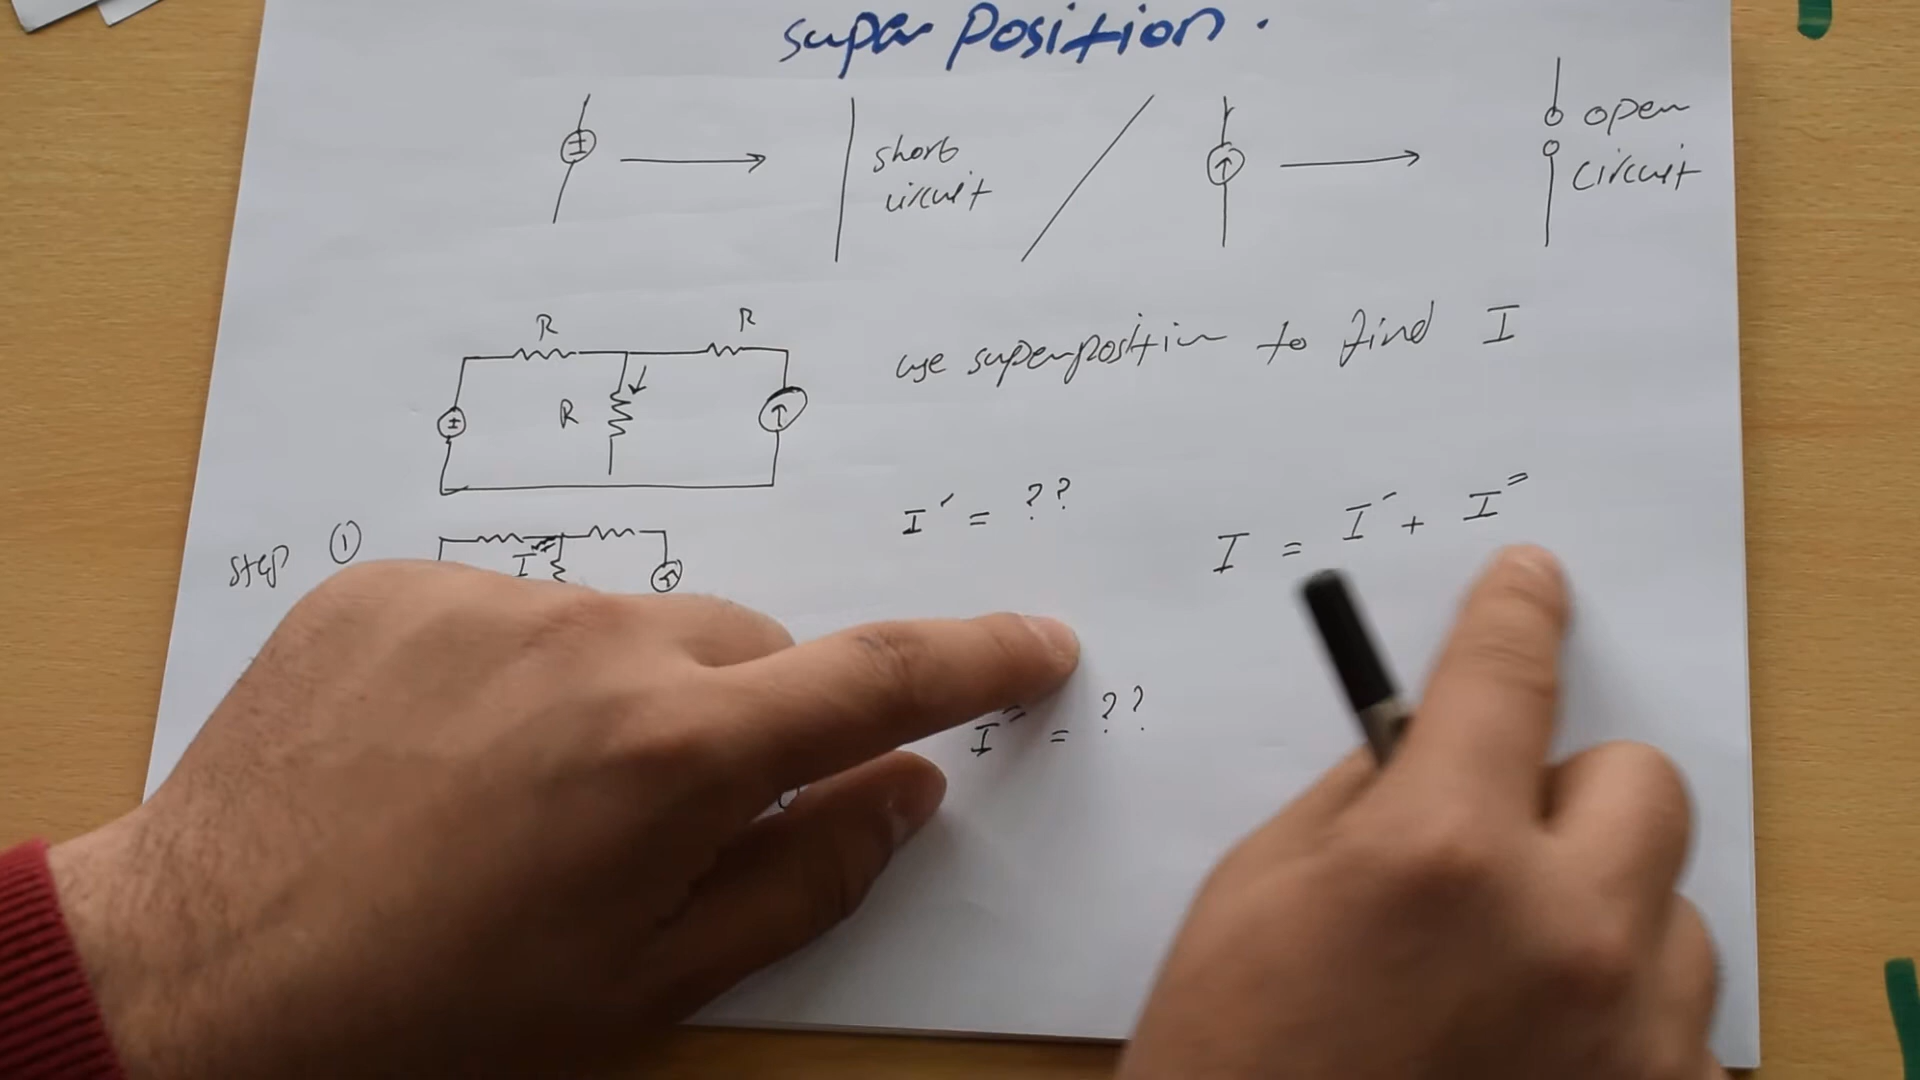 super position.
short
circuit
open
circuit
R
R
use superposition to find I
R
I' = ??
I = I' + I"
step ①
I
I" = ??